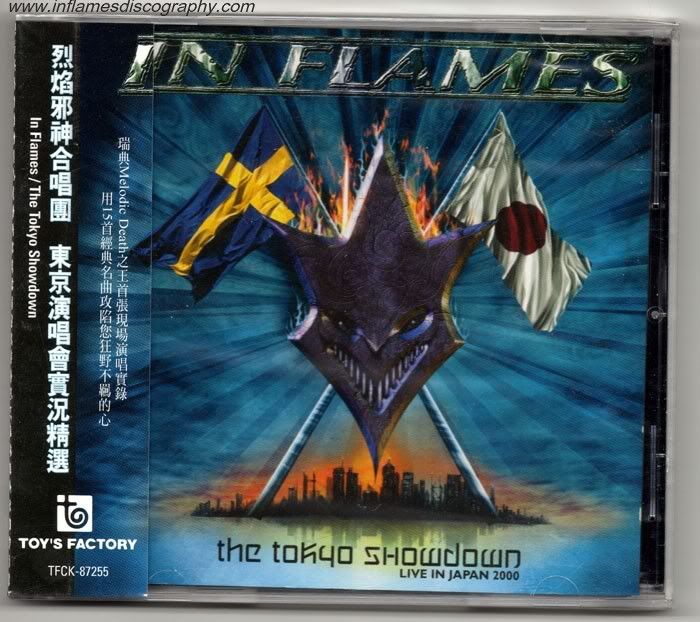 www.inflamesdiscography.com
IN FLAMES
烈焰邪神合唱團 東京演唱會實況精選
In Flames / The Tokyo Showdown
瑞典Melodic Death之王首張現場演唱實錄
用15首經典名曲攻陷您狂野不羈的心
TOY'S FACTORY
TFCK-87255
the tokyo showdown
LIVE IN JAPAN 2000